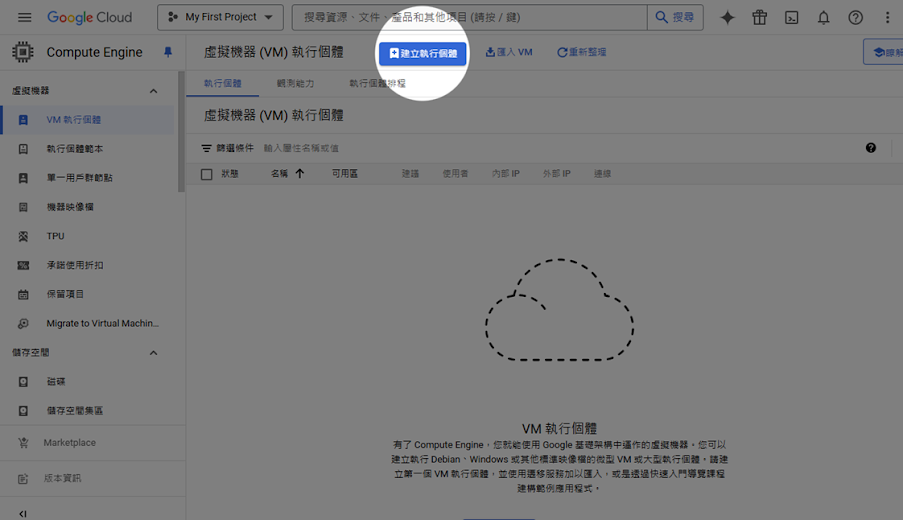 Google Cloud
My First Project
搜尋資源、文件、產品和其他項目 (請按 / 鍵)
搜尋
Compute Engine
虛擬機器 (VM) 執行個體
建立執行個體
匯入 VM
重新整理
瞭解
虛擬機器
執行個體
觀測能力
執行個體排程
VM 執行個體
虛擬機器 (VM) 執行個體
執行個體範本
篩選條件
輸入屬性名稱或值
單一用戶群節點
狀態
名稱
可用區
建議
使用者
內部 IP
外部 IP
連線
機器映像檔
TPU
承諾使用折扣
保留項目
Migrate to Virtual Machin...
儲存空間
磁碟
儲存空間集區
Marketplace
版本資訊
VM 執行個體
有了 Compute Engine，您就能使用 Google 基礎架構中運作的虛擬機器。您可以
建立執行 Debian、Windows 或其他標準映像檔的微型 VM 或大型執行個體。請建
立第一個 VM 執行個體，並使用遷移服務加以匯入，或是透過快速入門導覽課程
建構範例應用程式。